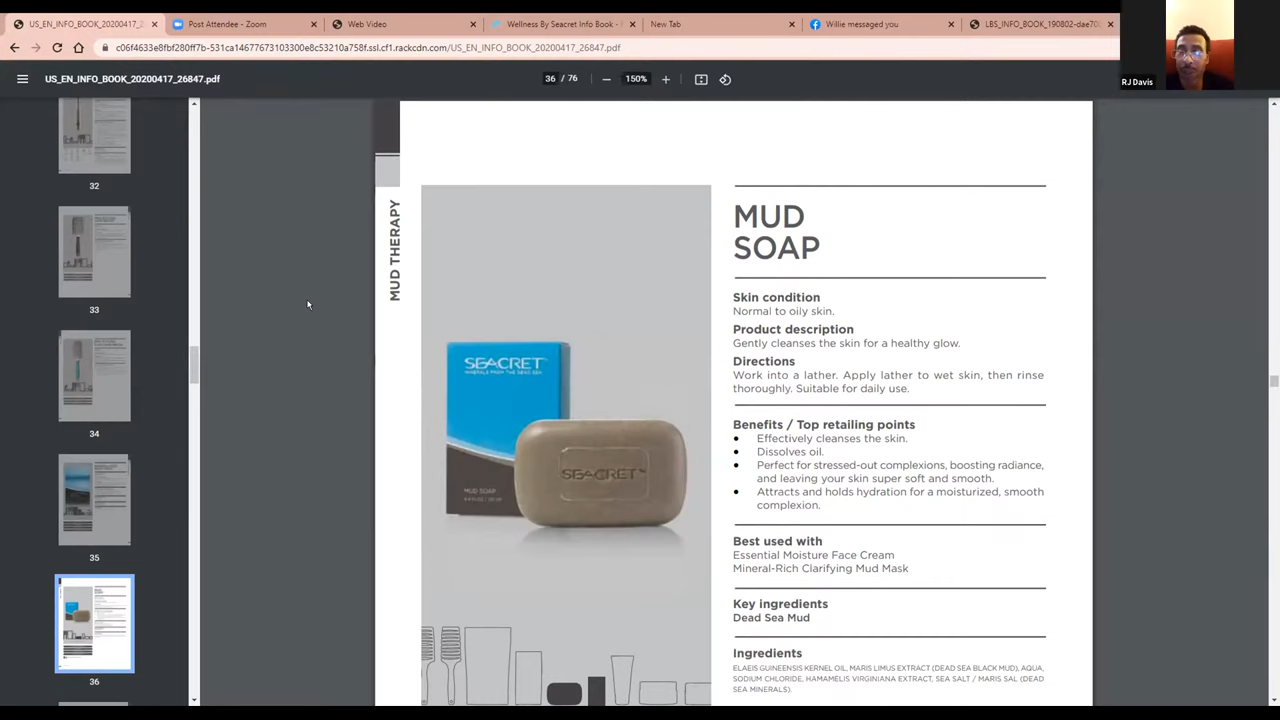 US_EN_INFO_BOOK_20200417_2
Post Attendee - Zoom
Web Video
Wellness By Seacret Info Book -
New Tab
Willie messaged you
LBS_INFO_BOOK_190802-dae70
c06f4633e8fbf280ff7b-531ca14677673103300e8c53210a758f.ssl.cf1.rackcdn.com/US_EN_INFO_BOOK_20200417_26847.pdf
RJ Davis
US_EN_INFO_BOOK_20200417_26847.pdf
36 / 76
150%
32
33
34
35
36
MUD THERAPY
SEACRET
MINERALS FROM THE DEAD SEA
MUD SOAP
SEACRET
MUD
SOAP
Skin condition
Normal to oily skin.
Product description
Gently cleanses the skin for a healthy glow.
Directions
Work into a lather. Apply lather to wet skin, then rinse
thoroughly. Suitable for daily use.
Benefits / Top retailing points
• Effectively cleanses the skin.
• Dissolves oil.
• Perfect for stressed-out complexions, boosting radiance,
and leaving your skin super soft and smooth.
• Attracts and holds hydration for a moisturized, smooth
complexion.
Best used with
Essential Moisture Face Cream
Mineral-Rich Clarifying Mud Mask
Key ingredients
Dead Sea Mud
Ingredients
ELAEIS GUINEENSIS KERNEL OIL, MARIS LIMUS EXTRACT (DEAD SEA BLACK MUD), AQUA,
SODIUM CHLORIDE, HAMAMELIS VIRGINIANA EXTRACT, SEA SALT / MARIS SAL (DEAD
SEA MINERALS).